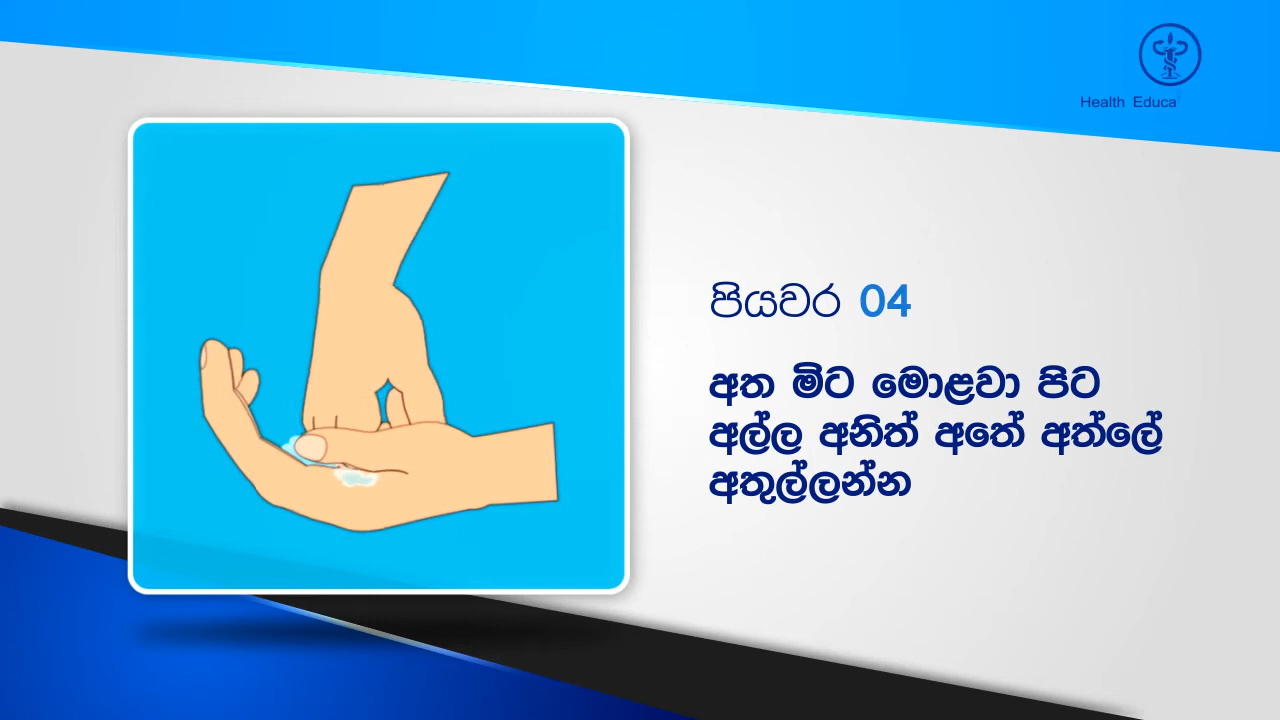 Health Educa
පියවර 04
අත මිට මොළවා පිට
අල්ල අනිත් අතේ අත්ලේ
අතුල්ලන්න